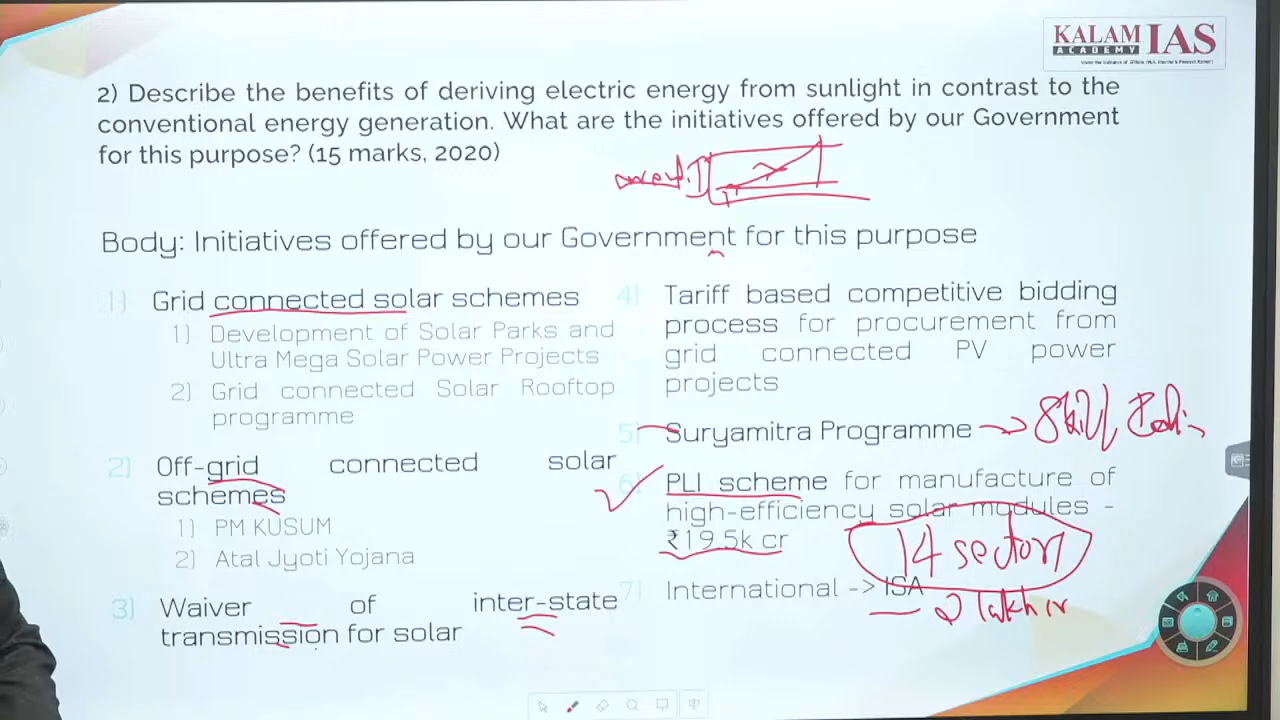 KALAM IAS
ACADEMY
2) Describe the benefits of deriving electric energy from sunlight in contrast to the
conventional energy generation. What are the initiatives offered by our Government
for this purpose? (15 marks, 2020)
Body: Initiatives offered by our Government for this purpose
1) Grid connected solar schemes
1) Development of Solar Parks and
Ultra Mega Solar Power Projects
2) Grid connected Solar Rooftop
programme
2) Off-grid connected solar
schemes
1) PM KUSUM
2) Atal Jyoti Yojana
3) Waiver of inter-state
transmission for solar
4) Tariff based competitive bidding
process for procurement from
grid connected PV power
projects
5) Suryamitra Programme
Skill
6) PLI scheme for manufacture of
high-efficiency solar modules -
₹19.5k cr
14 sectors
7) International -> ISA
2 lakh cr